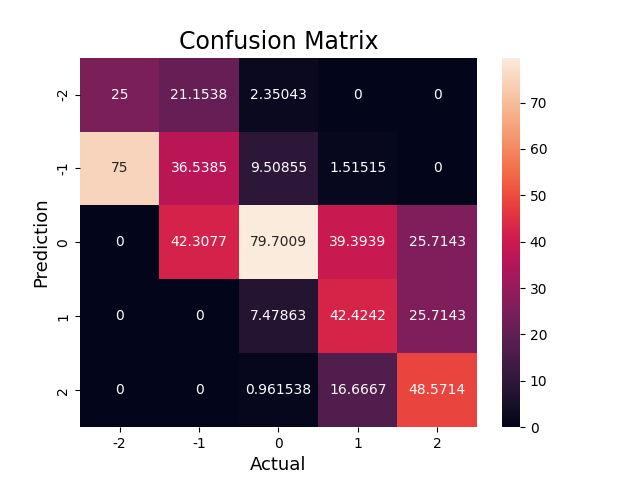 Confusion Matrix
-2 25 21.1538 2.35043 0 0
-1 75 36.5385 9.50855 1.51515 0
0 0 42.3077 79.7009 39.3939 25.7143
1 0 0 7.47863 42.4242 25.7143
2 0 0 0.961538 16.6667 48.5714
-2 -1 0 1 2
Prediction
Actual
70
60
50
40
30
20
10
0